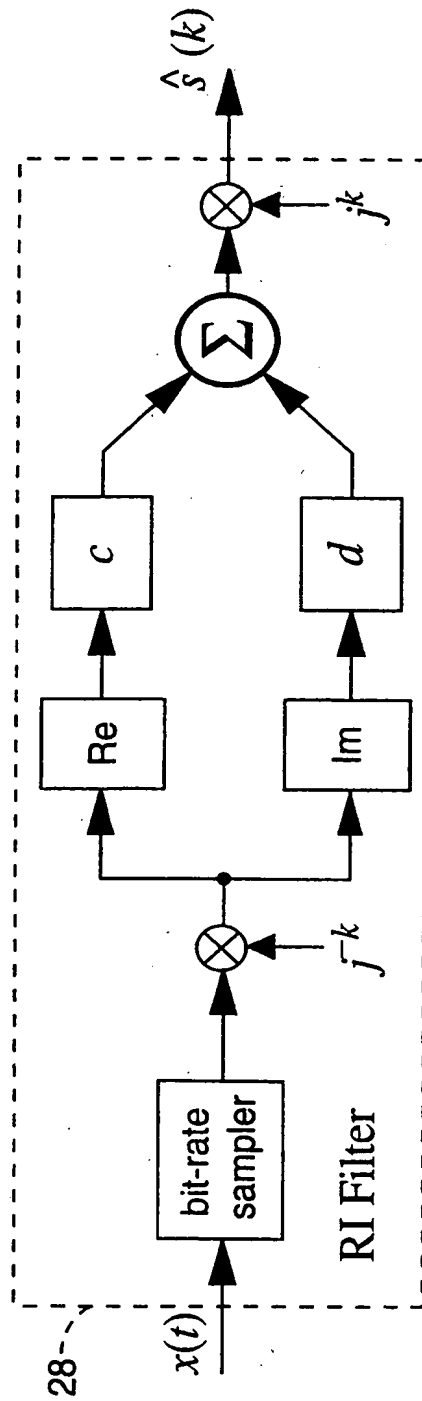 28
x(t)
bit-rate
sampler
j^{-k}
Re
Im
c
d
Σ
j^k
ŝ(k)
RI Filter